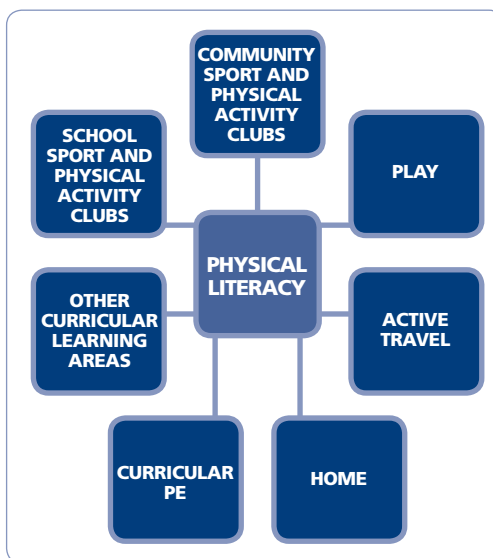 COMMUNITY
SPORT AND
PHYSICAL
ACTIVITY
CLUBS
SCHOOL
SPORT AND
PHYSICAL
ACTIVITY
CLUBS
PLAY
PHYSICAL
LITERACY
OTHER
CURRICULAR
LEARNING
AREAS
ACTIVE
TRAVEL
CURRICULAR
PE
HOME